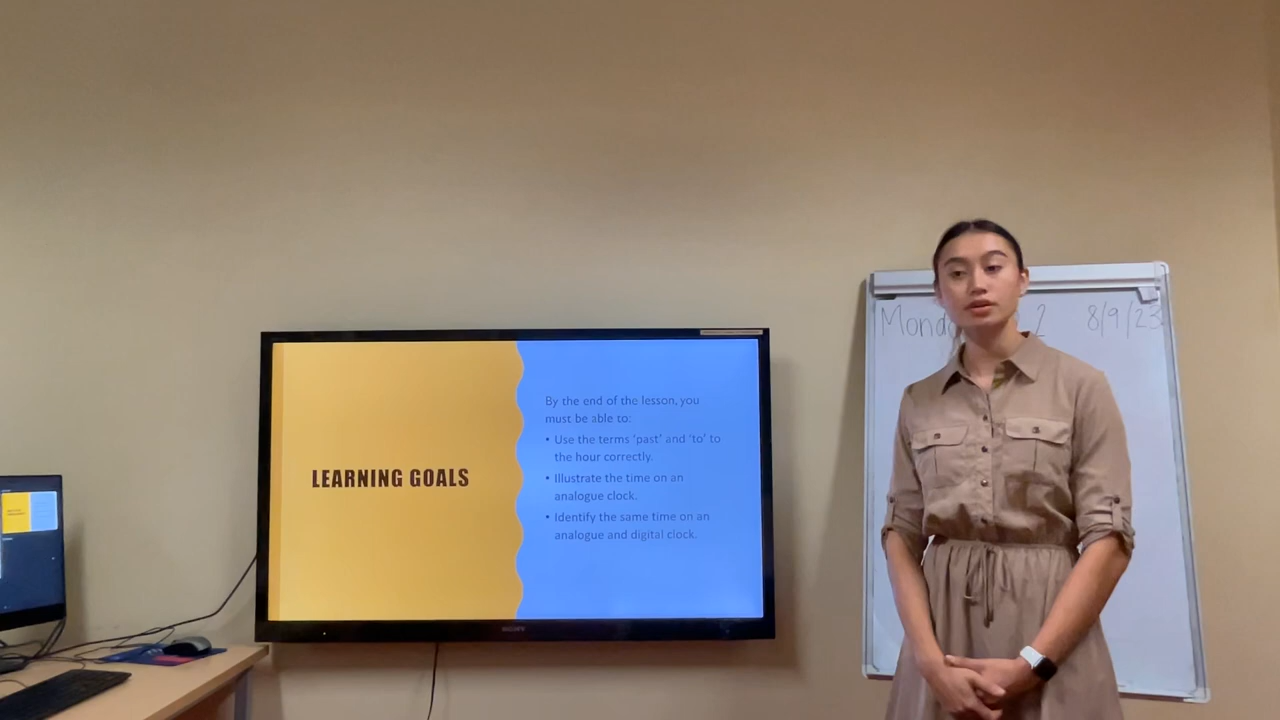 LEARNING GOALS
By the end of the lesson, you
must be able to:
• Use the terms 'past' and 'to' to
the hour correctly.
• Illustrate the time on an
analogue clock.
• Identify the same time on an
analogue and digital clock.
SONY
2 8/9/23